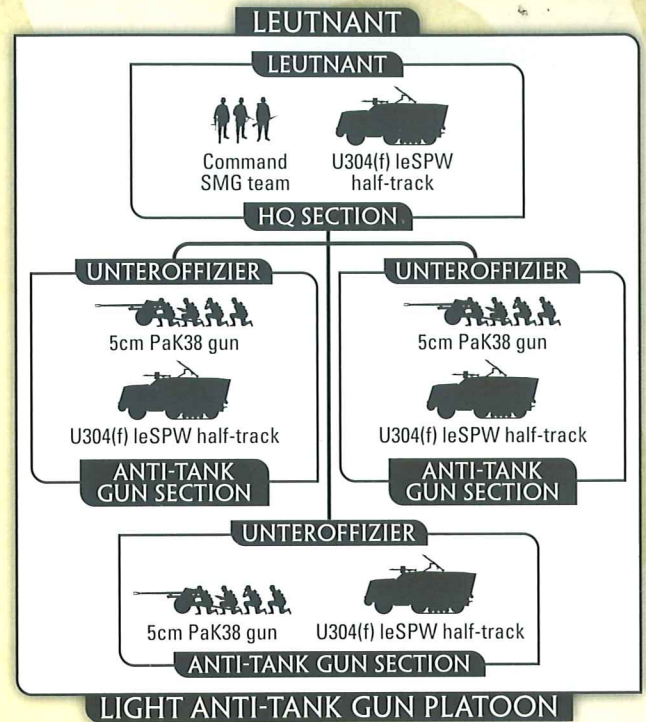 LEUTNANT
LEUTNANT
Command
SMG team
U304(f) leSPW
half-track
HQ SECTION
UNTEROFFIZIER
5cm PaK38 gun
U304(f) leSPW half-track
ANTI-TANK
GUN SECTION
UNTEROFFIZIER
5cm PaK38 gun
U304(f) leSPW half-track
ANTI-TANK
GUN SECTION
UNTEROFFIZIER
5cm PaK38 gun
U304(f) leSPW half-track
ANTI-TANK GUN SECTION
LIGHT ANTI-TANK GUN PLATOON